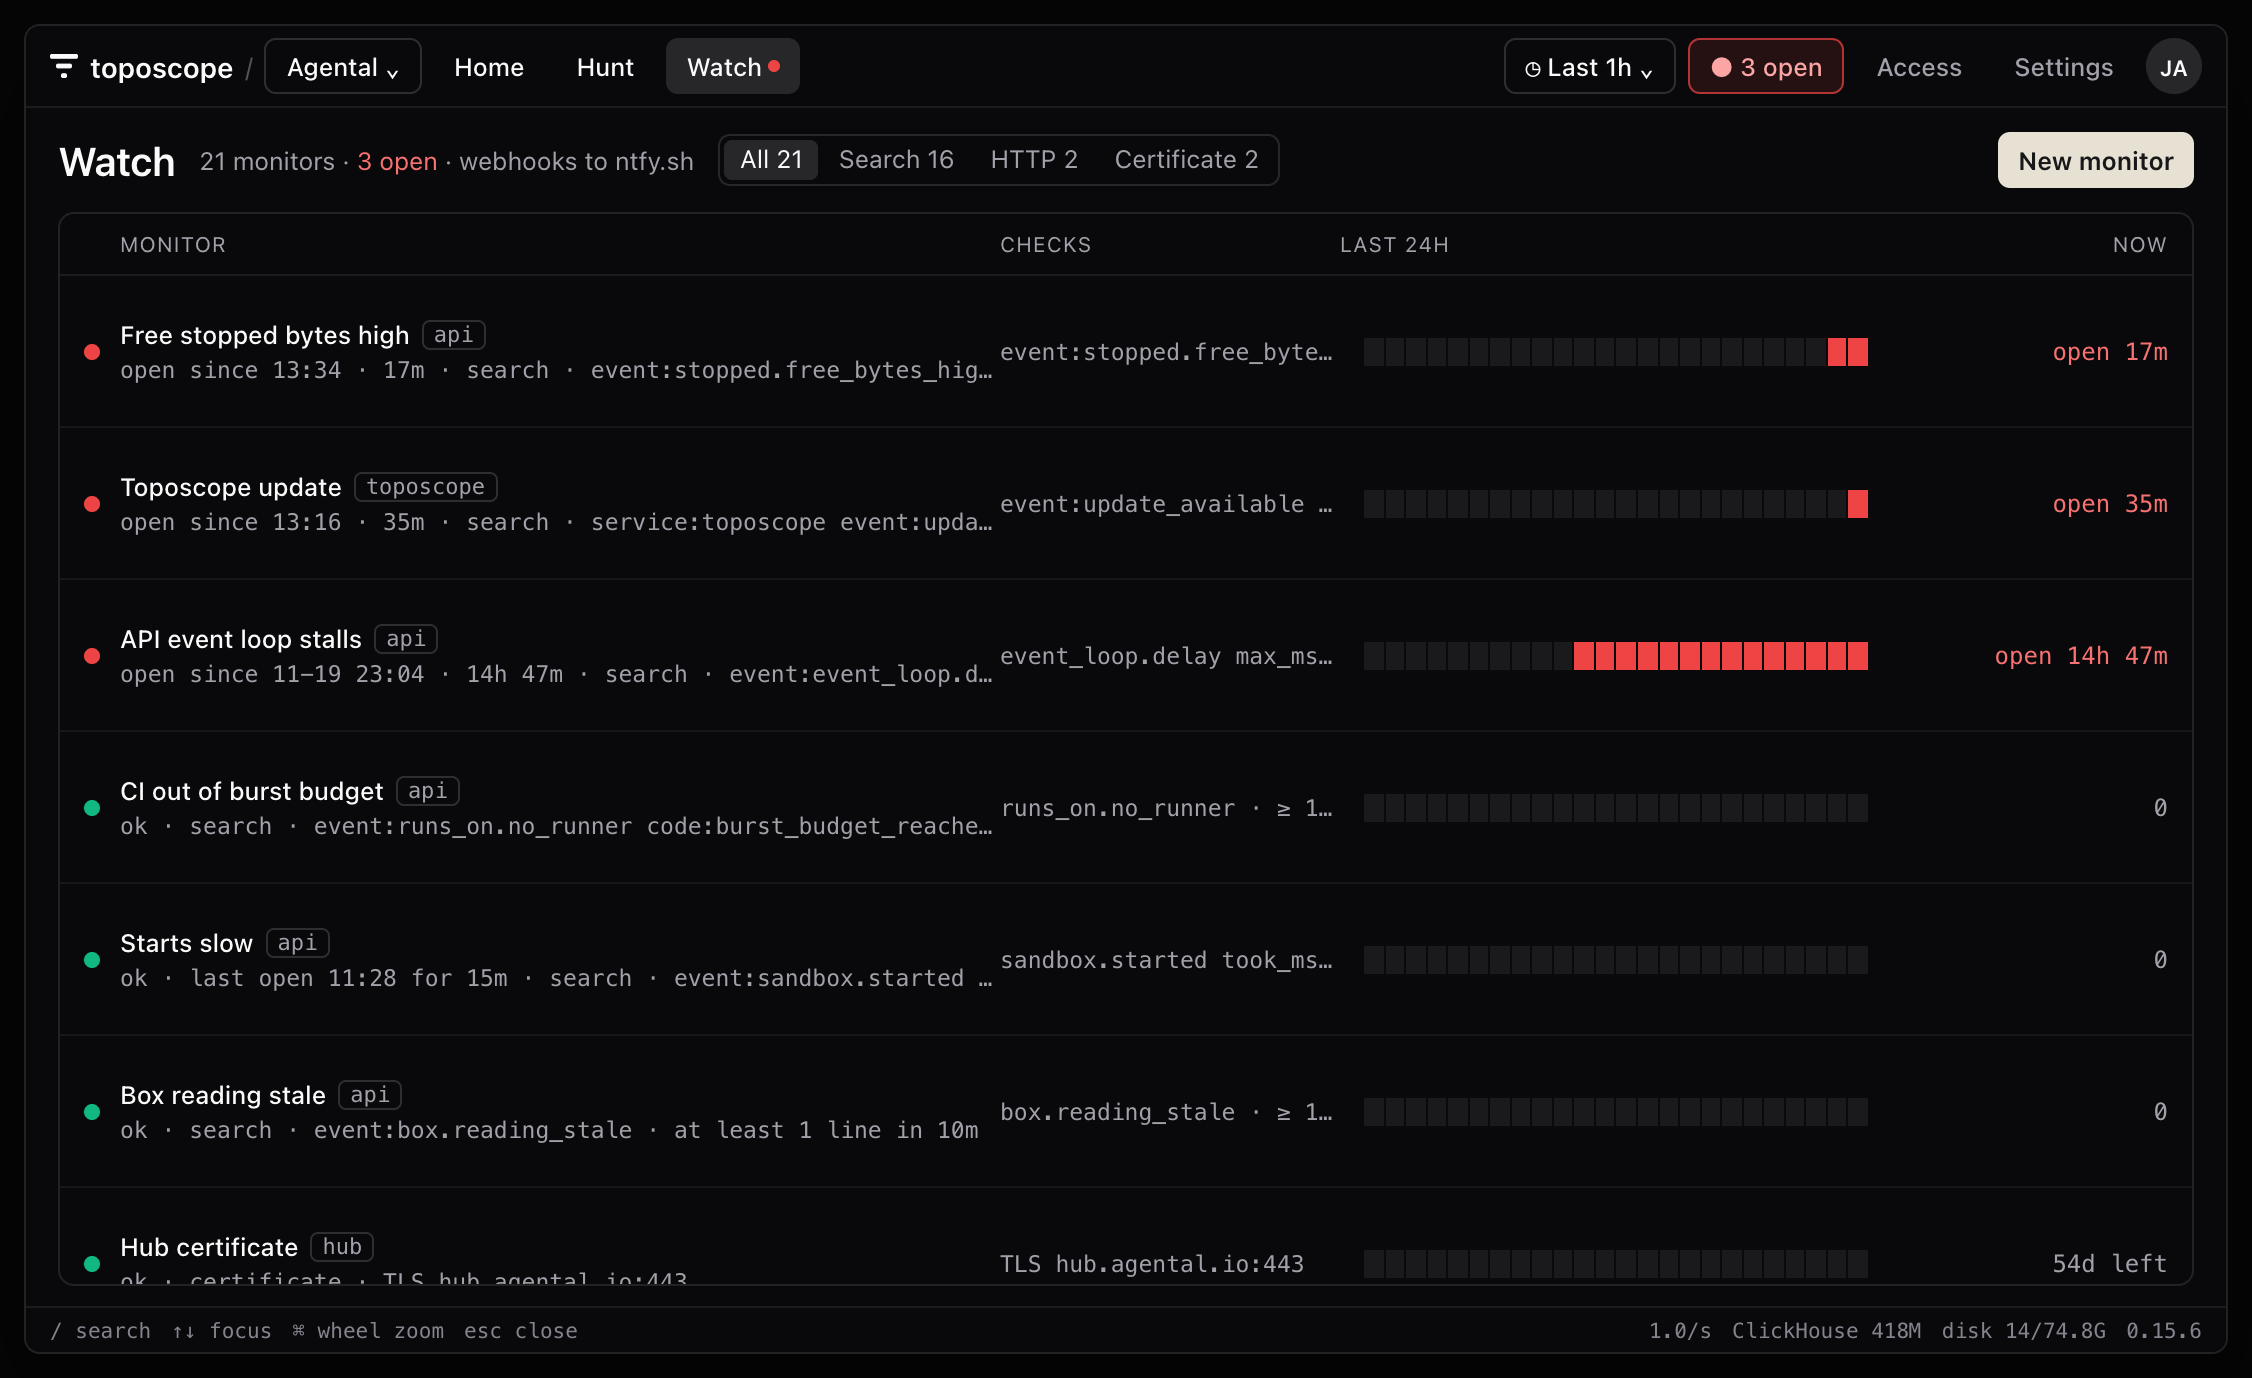 toposcope / Agental Home Hunt Watch Last 1h 3 open Access Settings JA
Watch 21 monitors · 3 open · webhooks to ntfy.sh All 21 Search 16 HTTP 2 Certificate 2 New monitor
MONITOR CHECKS LAST 24H NOW
Free stopped bytes high api
open since 13:34 · 17m · search · event:stopped.free_bytes_hig…
event:stopped.free_byte…
open 17m
Toposcope update toposcope
open since 13:16 · 35m · search · service:toposcope event:upda…
event:update_available …
open 35m
API event loop stalls api
open since 11-19 23:04 · 14h 47m · search · event:event_loop.d…
event_loop.delay max_ms…
open 14h 47m
CI out of burst budget api
ok · search · event:runs_on.no_runner code:burst_budget_reache…
runs_on.no_runner · ≥ 1…
0
Starts slow api
ok · last open 11:28 for 15m · search · event:sandbox.started …
sandbox.started took_ms…
0
Box reading stale api
ok · search · event:box.reading_stale · at least 1 line in 10m
box.reading_stale · ≥ 1…
0
Hub certificate hub
ok · certificate · TLS hub.agental.io:443
TLS hub.agental.io:443
54d left
/ search ↑↓ focus ⌘ wheel zoom esc close 1.0/s ClickHouse 418M disk 14/74.8G 0.15.6